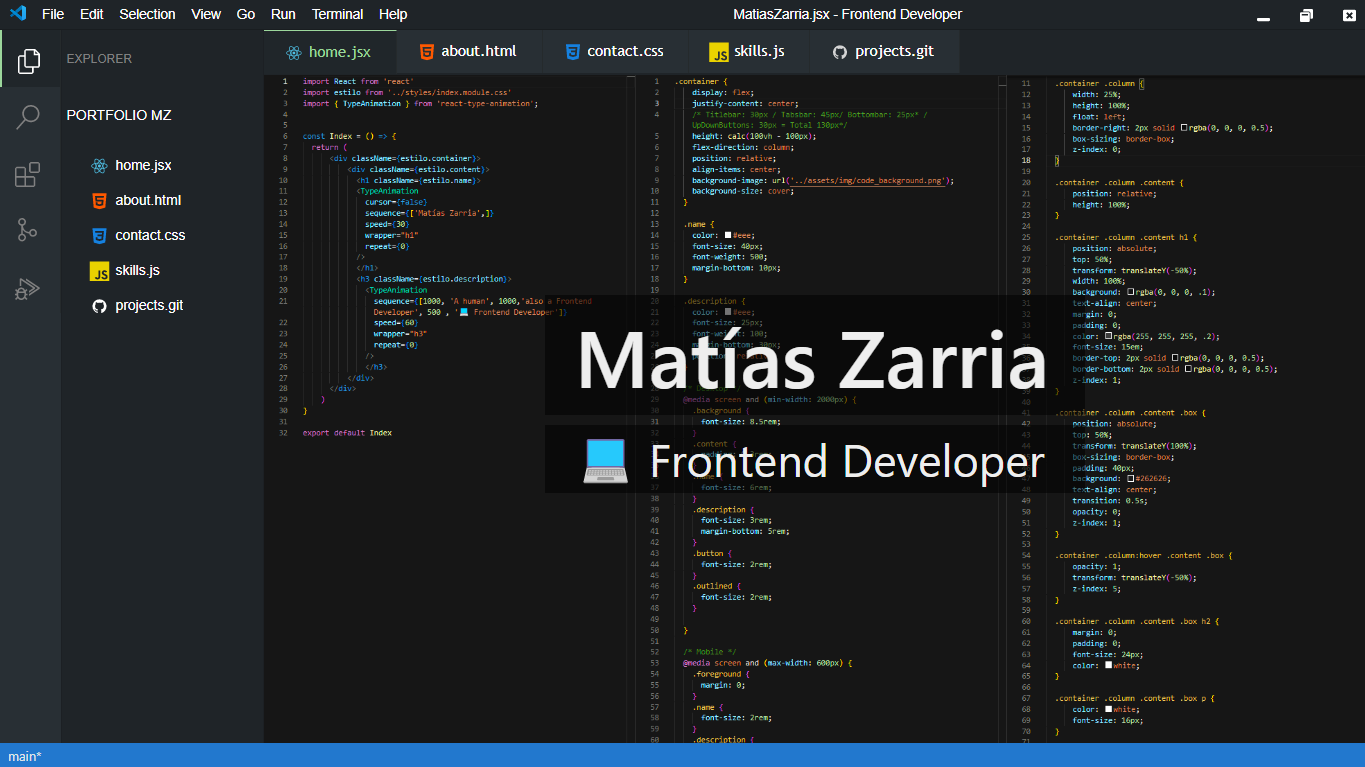 File Edit Selection View Go Run Terminal Help
MatiasZarria.jsx - Frontend Developer
EXPLORER
home.jsx
about.html
contact.css
JS skills.js
projects.git
PORTFOLIO MZ
home.jsx
about.html
contact.css
JS skills.js
projects.git
1 import React from 'react'
2 import estilo from '../styles/index.module.css'
3 import { TypeAnimation } from 'react-type-animation';
4
5
6 const Index = () => {
7 return (
8 <div className={estilo.container}>
9 <div className={estilo.content}>
10 <h1 className={estilo.name}>
11 <TypeAnimation
12 cursor={false}
13 sequence={['Matías Zarria',]}
14 speed={30}
15 wrapper="h1"
16 repeat={0}
17 />
18 </h1>
19 <h3 className={estilo.description}>
20 <TypeAnimation
21 sequence={[1000, 'A human', 1000,'also a Frontend
Developer', 500 , '💻 Frontend Developer']}
22 speed={60}
23 wrapper="h3"
24 repeat={0}
25 />
26 </h3>
27 </div>
28 </div>
29 )
30 }
31
32 export default Index
1 .container {
2 display: flex;
3 justify-content: center;
4 /* Titlebar: 30px / Tabsbar: 45px/ Bottombar: 25px* /
UpDownButtons: 30px = Total 130px*/
5 height: calc(100vh - 100px);
6 flex-direction: column;
7 position: relative;
8 align-items: center;
9 background-image: url('../assets/img/code_background.png');
10 background-size: cover;
11 }
12
13 .name {
14 color: #eee;
15 font-size: 40px;
16 font-weight: 500;
17 margin-bottom: 10px;
18 }
19
20 .description {
21 color: #eee;
22 font-size: 25px;
23 font-weight: 100;
24 margin-bottom: 30px;
Matías Zarria
29 @media screen and (min-width: 2000px) {
30 .background {
31 font-size: 8.5rem;
32 }
33 .content {
💻 Frontend Developer
37 font-size: 6rem;
38 }
39 .description {
40 font-size: 3rem;
41 margin-bottom: 5rem;
42 }
43 .button {
44 font-size: 2rem;
45 }
46 .outlined {
47 font-size: 2rem;
48 }
49
50 }
51
52 /* Mobile */
53 @media screen and (max-width: 600px) {
54 .foreground {
55 margin: 0;
56 }
57 .name {
58 font-size: 2rem;
59 }
60 .description {
11 .container .column {
12 width: 25%;
13 height: 100%;
14 float: left;
15 border-right: 2px solid rgba(0, 0, 0, 0.5);
16 box-sizing: border-box;
17 z-index: 0;
18 }
19
20 .container .column .content {
21 position: relative;
22 height: 100%;
23 }
24
25 .container .column .content h1 {
26 position: absolute;
27 top: 50%;
28 transform: translateY(-50%);
29 width: 100%;
30 background: rgba(0, 0, 0, .1);
31 text-align: center;
32 margin: 0;
33 padding: 0;
34 color: rgba(255, 255, 255, .2);
35 font-size: 15em;
36 border-top: 2px solid rgba(0, 0, 0, 0.5);
37 border-bottom: 2px solid rgba(0, 0, 0, 0.5);
38 z-index: 1;
39 }
40
41 .container .column .content .box {
42 position: absolute;
43 top: 50%;
44 transform: translateY(100%);
45 box-sizing: border-box;
46 padding: 40px;
47 background: #262626;
48 text-align: center;
49 transition: 0.5s;
50 opacity: 0;
51 z-index: 1;
52 }
53
54 .container .column:hover .content .box {
55 opacity: 1;
56 transform: translateY(-50%);
57 z-index: 5;
58 }
59
60 .container .column .content .box h2 {
61 margin: 0;
62 padding: 0;
63 font-size: 24px;
64 color: white;
65 }
66
67 .container .column .content .box p {
68 color: white;
69 font-size: 16px;
70 }
71
main*